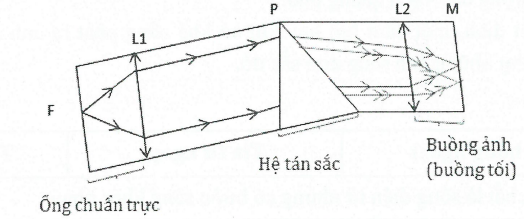 P
L2
M
L1
F
Hệ tán sắc
Buồng ảnh
(buồng tối)
Ống chuẩn trực